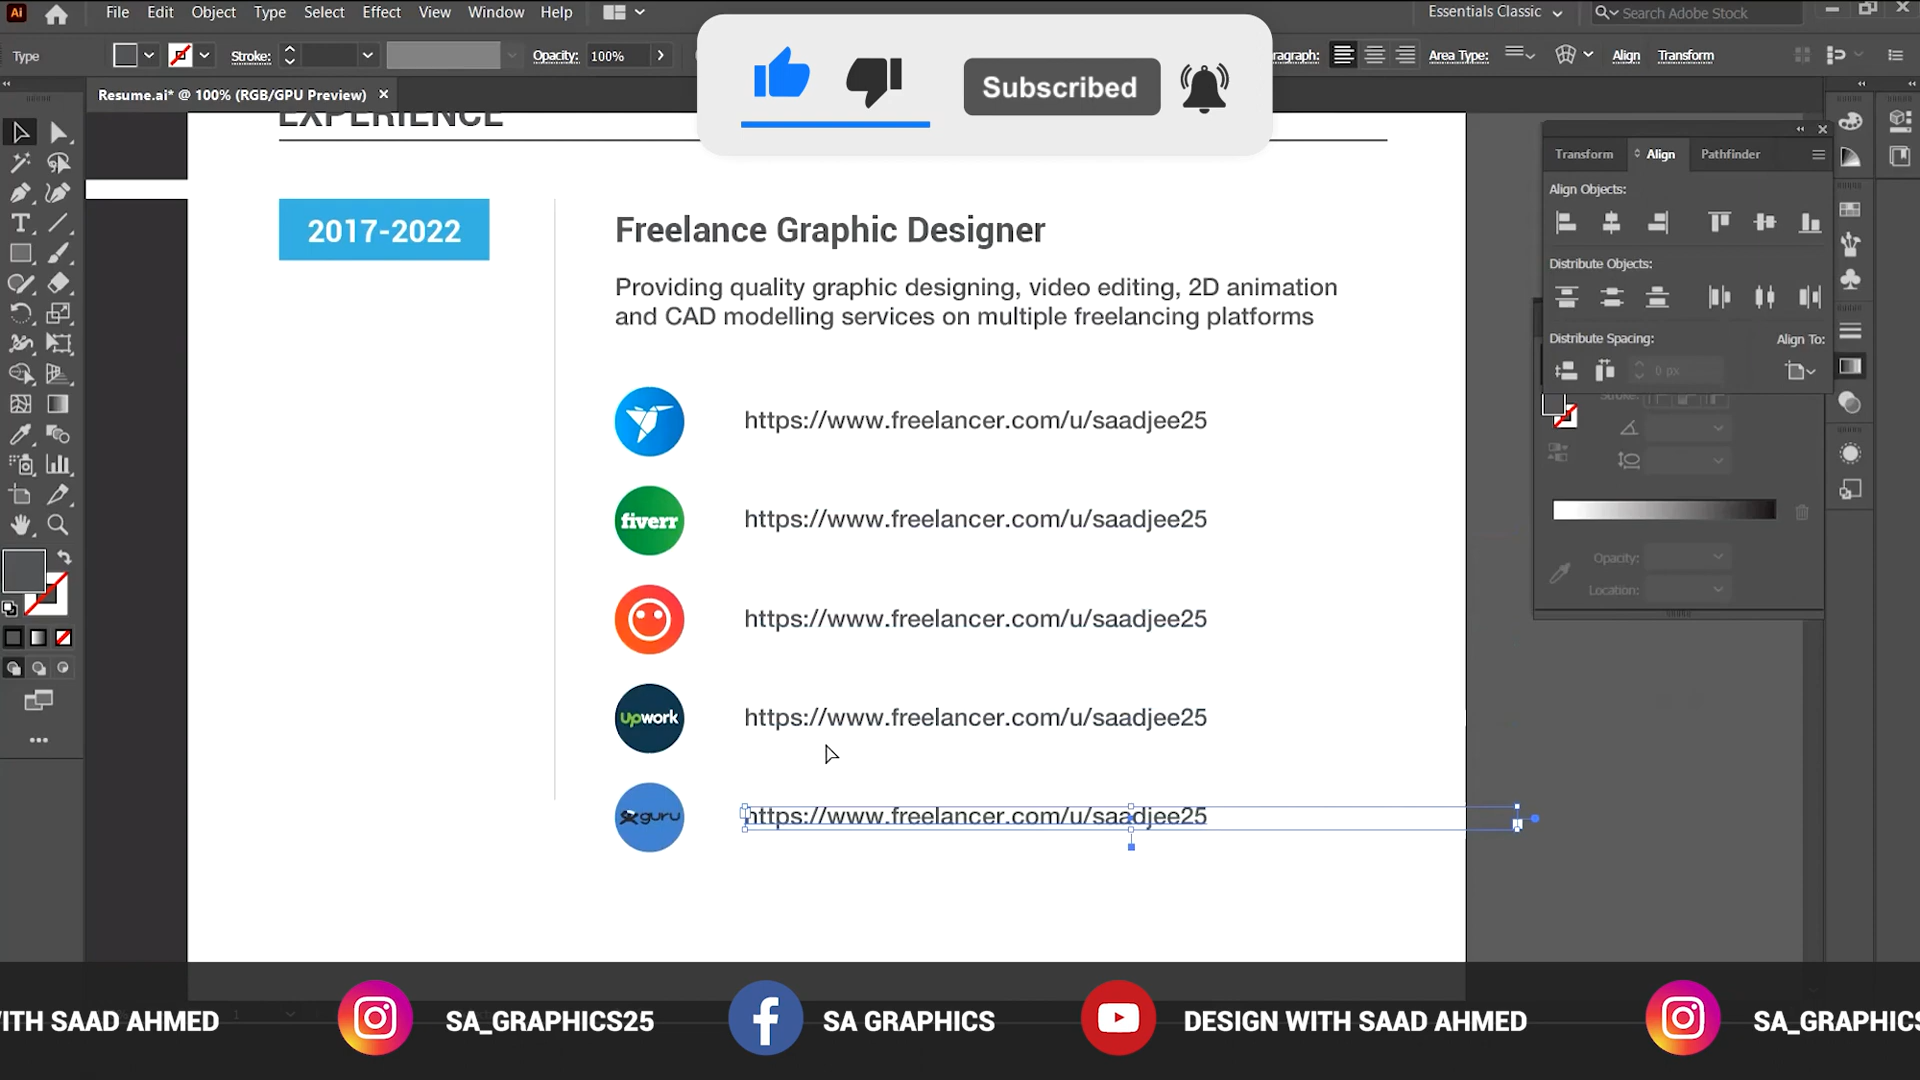 Ai File Edit Object Type Select Effect View Window Help Essentials Classic Search Adobe Stock
Type Stroke: Opacity: 100% ragraph: Area Type: Align Transform
Subscribed
Resume.ai* @ 100% (RGB/GPU Preview)
EXPERIENCE
2017-2022
Freelance Graphic Designer
Providing quality graphic designing, video editing, 2D animation
and CAD modelling services on multiple freelancing platforms
https://www.freelancer.com/u/saadjee25
fiverr https://www.freelancer.com/u/saadjee25
https://www.freelancer.com/u/saadjee25
upwork https://www.freelancer.com/u/saadjee25
guru https://www.freelancer.com/u/saadjee25
Transform Align Pathfinder
Align Objects:
Distribute Objects:
Distribute Spacing: Align To:
0 px
Stroke:
Opacity:
Location:
ITH SAAD AHMED SA_GRAPHICS25 SA GRAPHICS DESIGN WITH SAAD AHMED SA_GRAPHICS